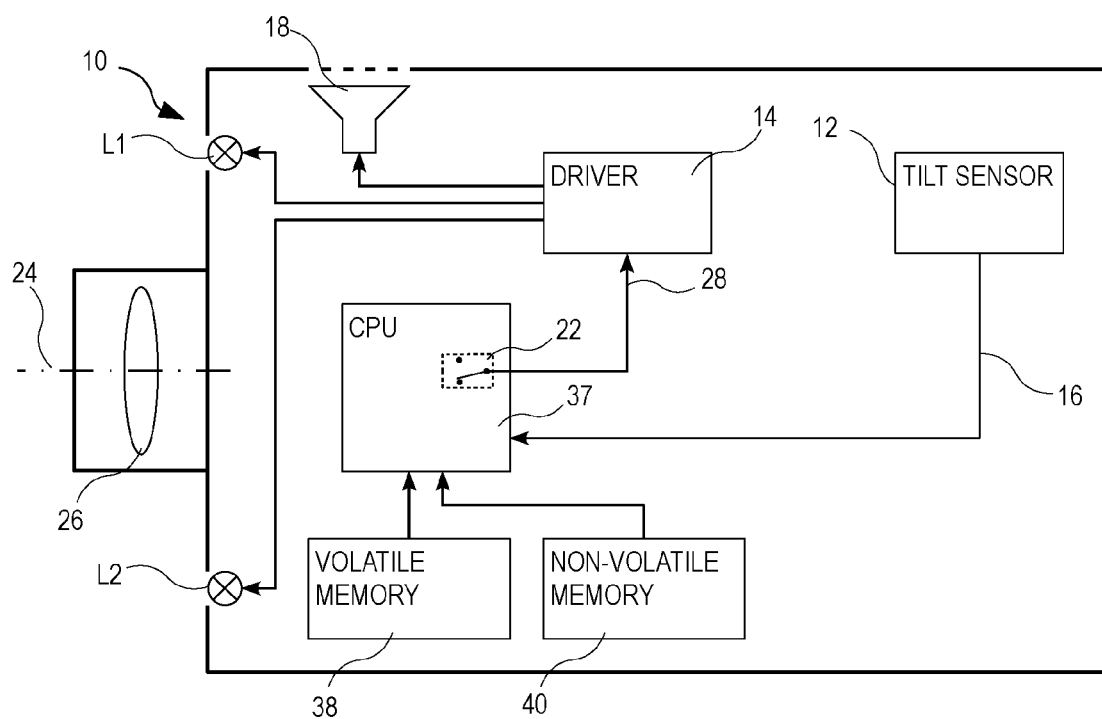 18
10
L1
14
12
DRIVER
TILT SENSOR
24
28
CPU
22
37
16
26
L2
VOLATILE
MEMORY
NON-VOLATILE
MEMORY
38
40